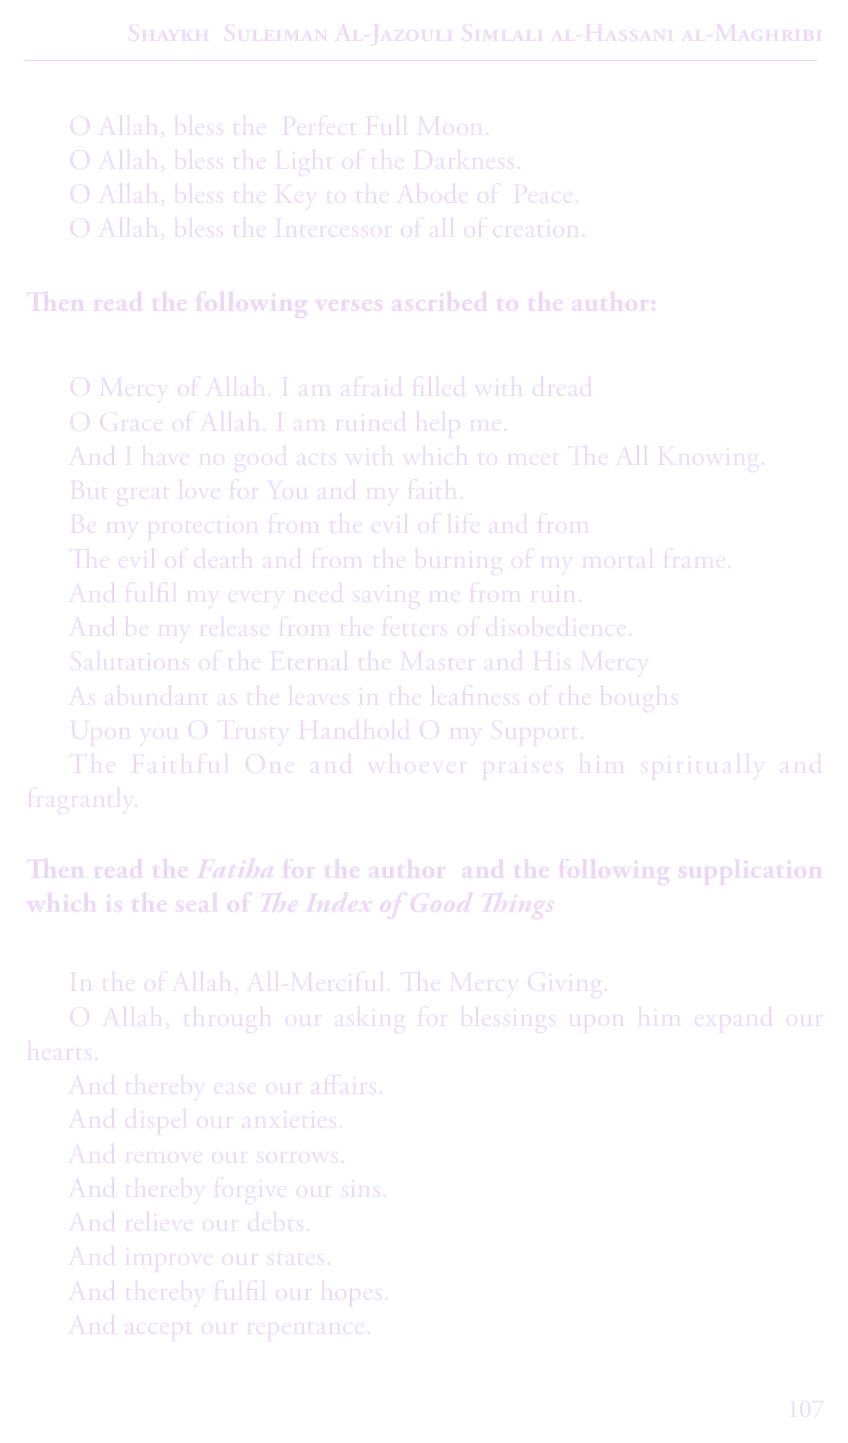 Shaykh Suleiman Al-Jazouli Simlali al-Hassani al-Maghribi
O Allah, bless the Perfect Full Moon.
O Allah, bless the Light of the Darkness.
O Allah, bless the Key to the Abode of Peace.
O Allah, bless the Intercessor of all of creation.
Then read the following verses ascribed to the author:
O Mercy of Allah. I am afraid filled with dread
O Grace of Allah. I am ruined help me.
And I have no good acts with which to meet The All Knowing.
But great love for You and my faith.
Be my protection from the evil of life and from
The evil of death and from the burning of my mortal frame.
And fulfil my every need saving me from ruin.
And be my release from the fetters of disobedience.
Salutations of the Eternal the Master and His Mercy
As abundant as the leaves in the leafiness of the boughs
Upon you O Trusty Handhold O my Support.
The Faithful One and whoever praises him spiritually and
fragrantly.
Then read the Fatiha for the author and the following supplication
which is the seal of The Index of Good Things
In the of Allah, All-Merciful. The Mercy Giving.
O Allah, through our asking for blessings upon him expand our
hearts.
And thereby ease our affairs.
And dispel our anxieties.
And remove our sorrows.
And thereby forgive our sins.
And relieve our debts.
And improve our states.
And thereby fulfil our hopes.
And accept our repentance.
107